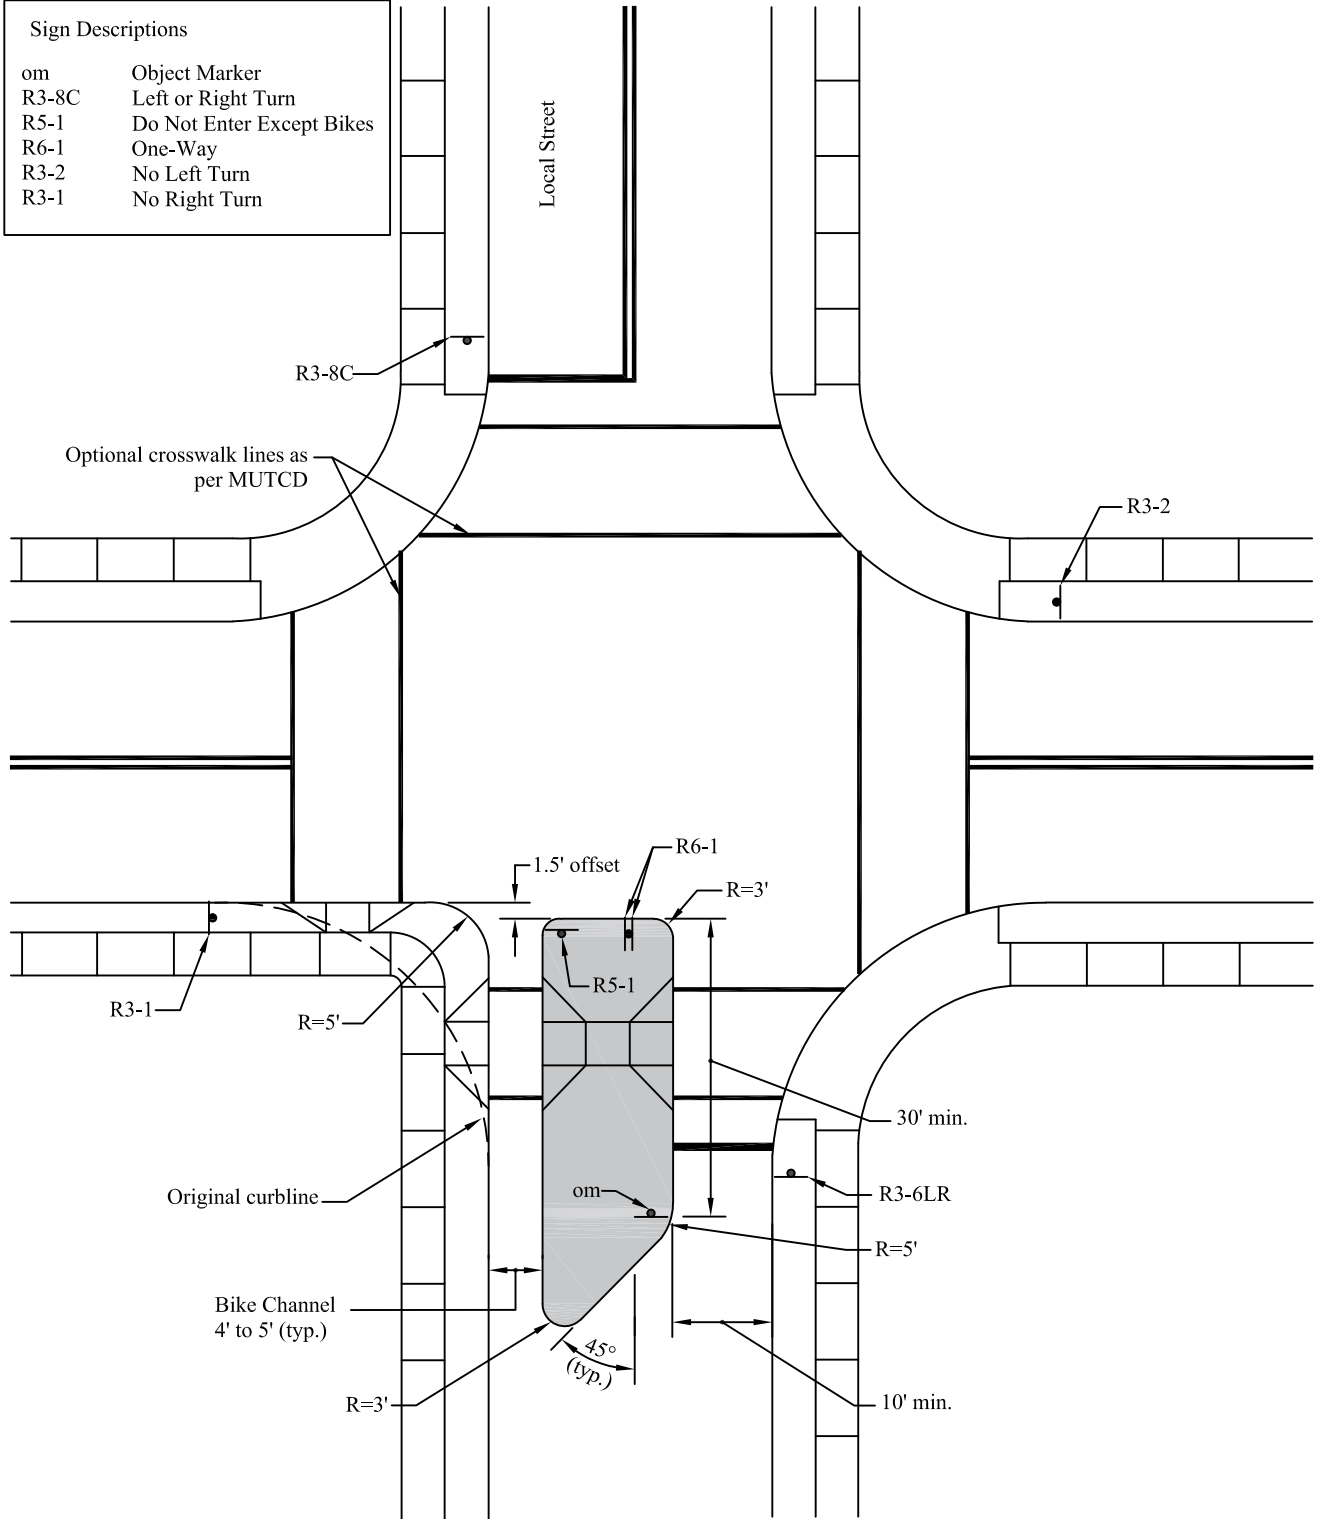 Sign Descriptions
om Object Marker
R3-8C Left or Right Turn
R5-1 Do Not Enter Except Bikes
R6-1 One-Way
R3-2 No Left Turn
R3-1 No Right Turn
Local Street
R3-8C
Optional crosswalk lines as
per MUTCD
R3-2
1.5' offset
R6-1
R=3'
R5-1
R3-1
R=5'
30' min.
Original curbline
om
R3-6LR
R=5'
Bike Channel
4' to 5' (typ.)
45°
(typ.)
R=3'
10' min.